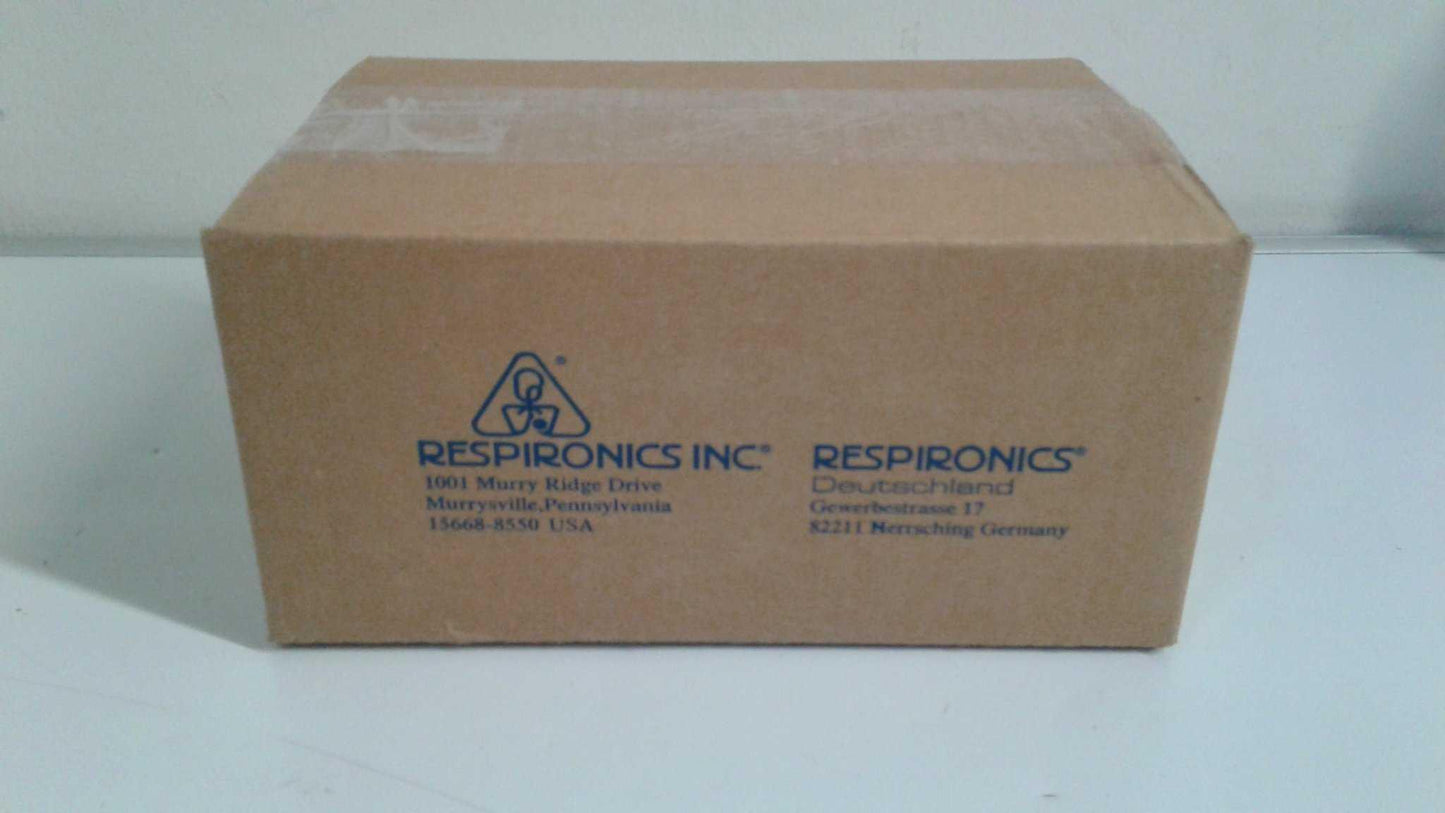 RESPIRONICS INC.®
1001 Murry Ridge Drive
Murrysville,Pennsylvania
15668-8550 USA
RESPIRONICS®
Deutschland
Gewerbestrasse 17
82211 Herrsching Germany